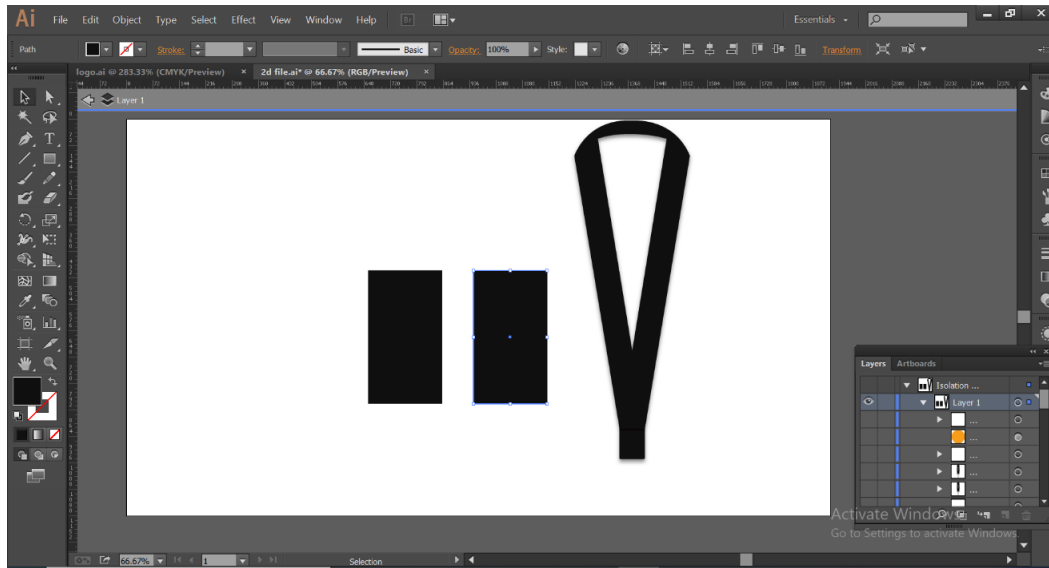 Ai File Edit Object Type Select Effect View Window Help Br Essentials
Path Stroke: Basic Opacity: 100% Style: Transform
logo.ai @ 283.33% (CMYK/Preview) × 2d file.ai* @ 66.67% (RGB/Preview) ×
Layer 1
Layers Artboards
Isolation ...
Layer 1
...
...
...
...
...
Activate Windows
Go to Settings to activate Windows.
66.67% 1 Selection